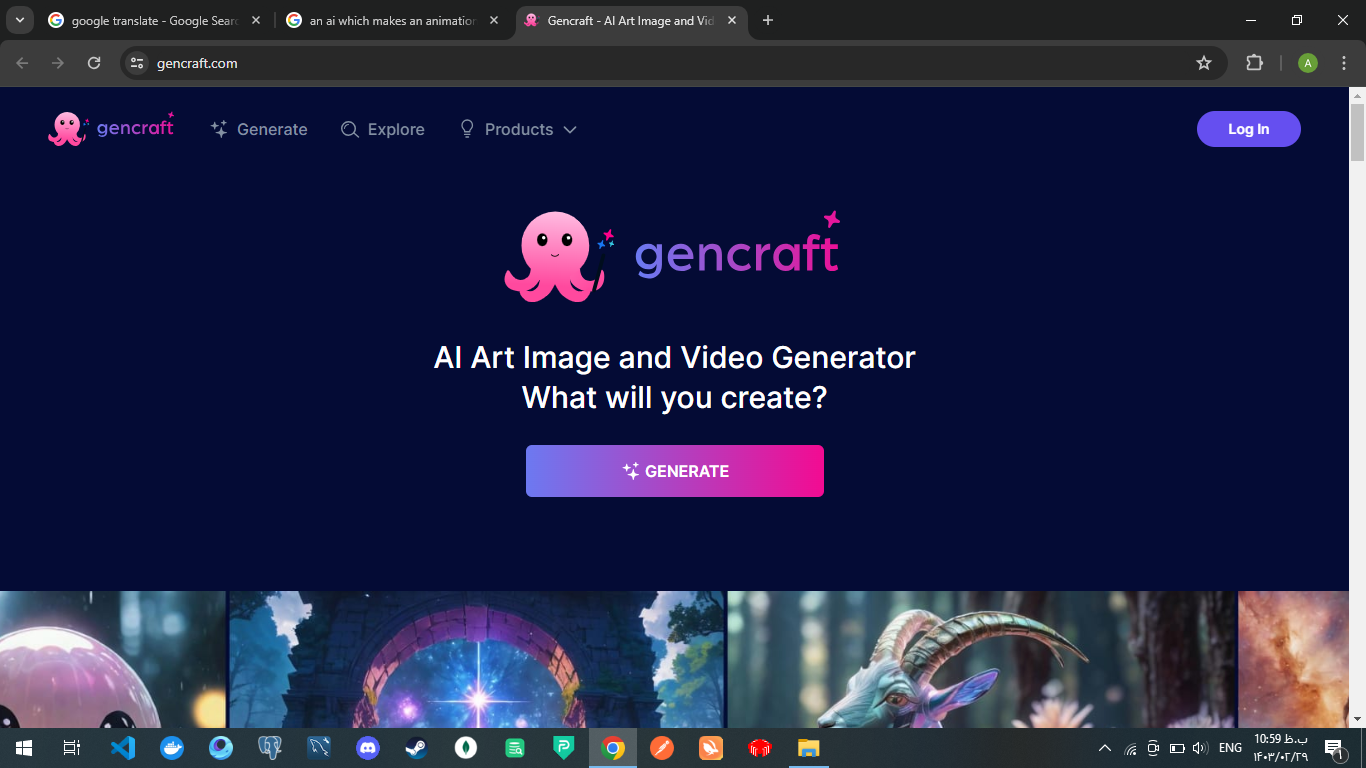 google translate - Google Sear
an ai which makes an animation
Gencraft - AI Art Image and Vid
gencraft.com
A
gencraft
Generate
Explore
Products
Log In
gencraft
AI Art Image and Video Generator
What will you create?
GENERATE
ENG
10:59 ب.ظ
۱۴۰۳/۰۲/۲۹
1